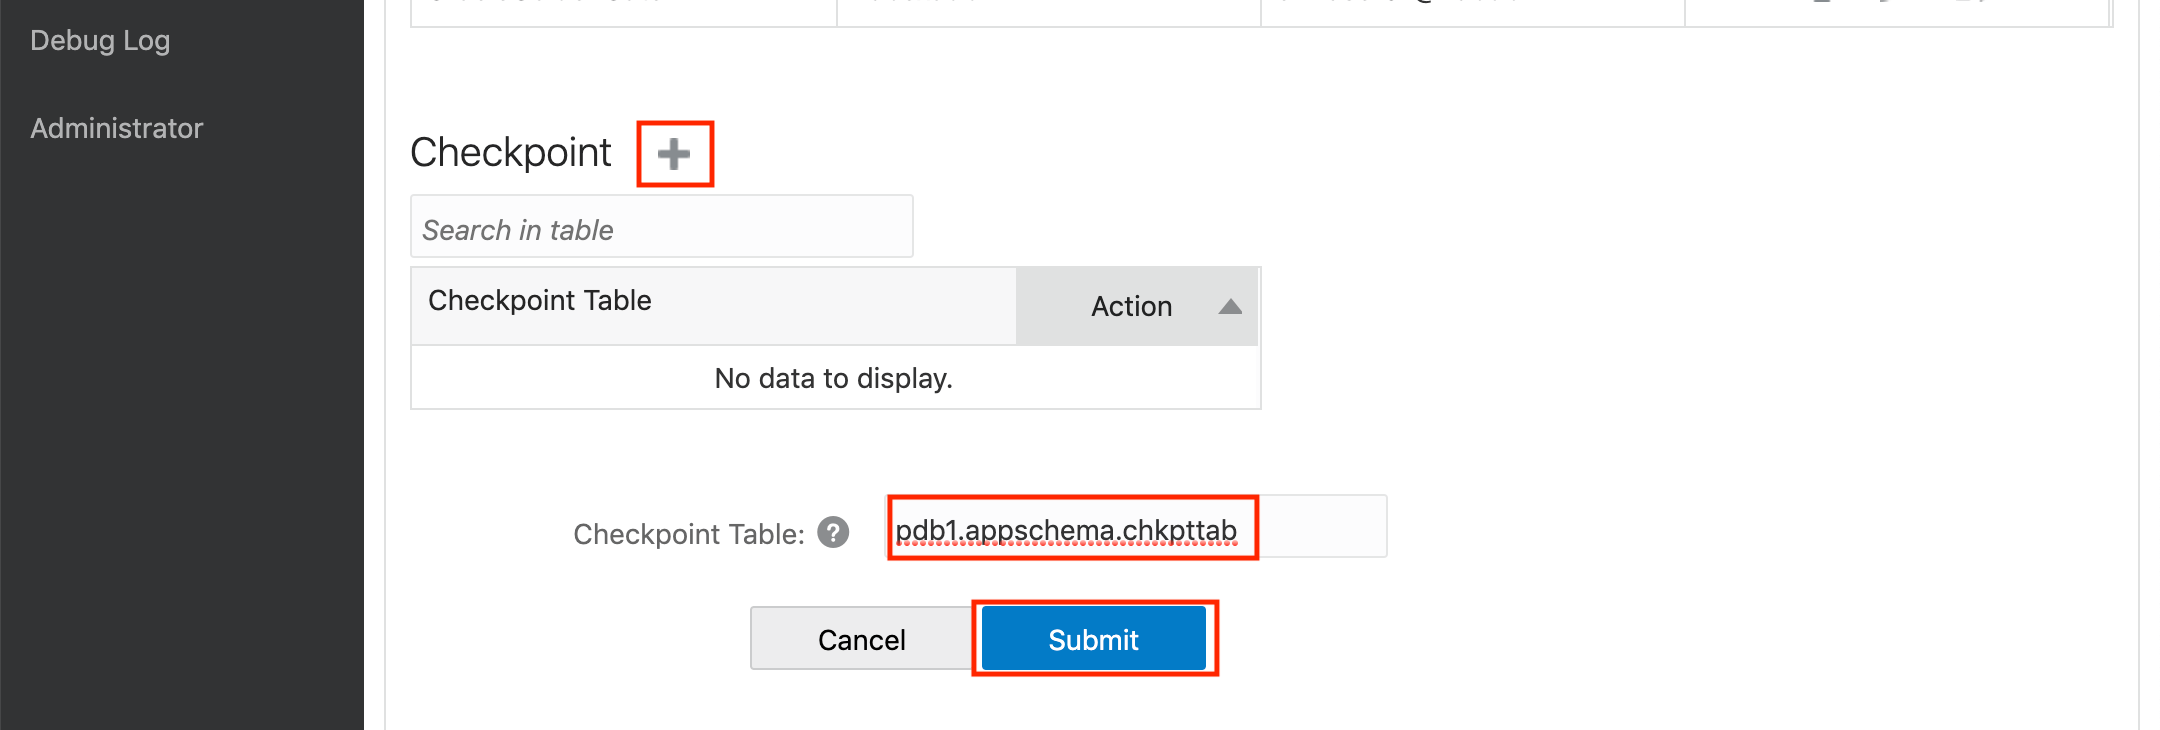 Debug Log
Administrator
Checkpoint
Search in table
Checkpoint Table
Action
No data to display.
Checkpoint Table:
?
pdb1.appschema.chkpttab
Cancel
Submit